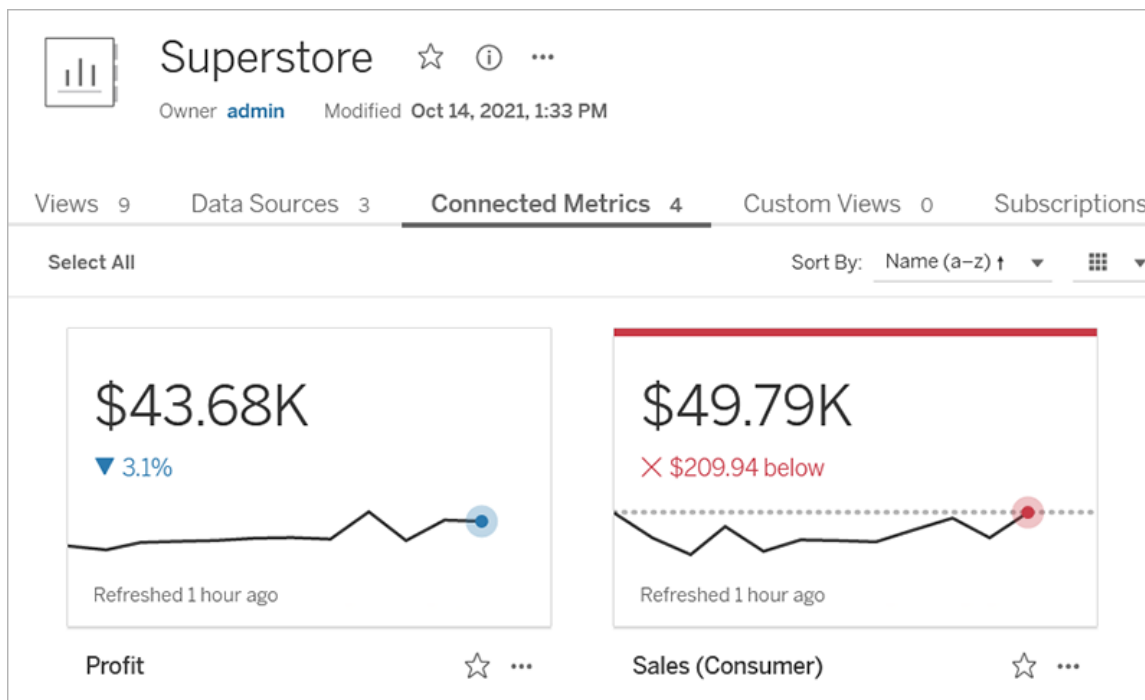 Superstore
Owner admin Modified Oct 14, 2021, 1:33 PM
Views 9 Data Sources 3 Connected Metrics 4 Custom Views 0 Subscriptions
Select All Sort By: Name (a–z) ↑
$43.68K $49.79K
▼ 3.1% × $209.94 below
Refreshed 1 hour ago Refreshed 1 hour ago
Profit Sales (Consumer)